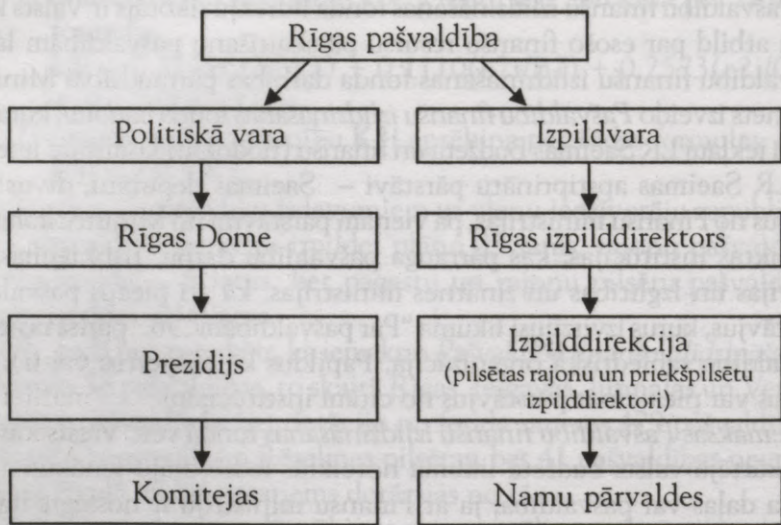 Rīgas pašvaldība
Politiskā vara
Izpildvara
Rīgas Dome
Rīgas izpilddirektors
Prezidijs
Izpilddirekcija
(pilsētas rajonu un priekšpilsētu
izpilddirektori)
Komitejas
Namu pārvaldes